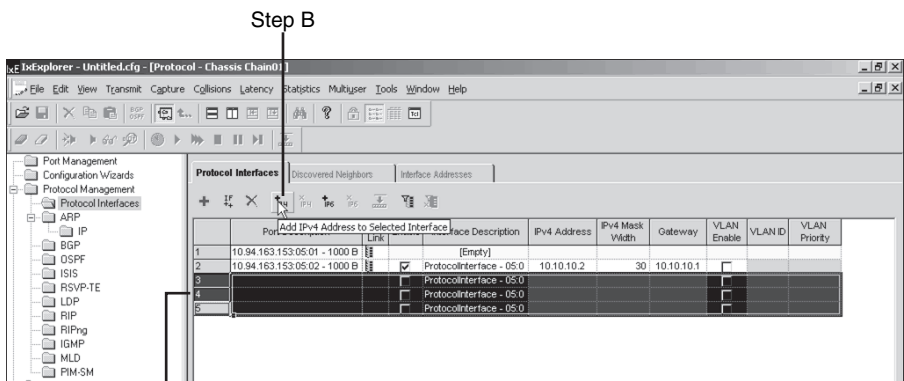 Step B
IxExplorer - Untitled.cfg - [Protocol - Chassis Chain01]
File Edit View Transmit Capture Collisions Latency Statistics Multiuser Tools Window Help
Port Management
Configuration Wizards
Protocol Management
Protocol Interfaces
ARP
IP
BGP
OSPF
ISIS
RSVP-TE
LDP
RIP
RIPng
IGMP
MLD
PIM-SM
Protocol Interfaces Discovered Neighbors Interface Addresses
Add IPv4 Address to Selected Interface
Link Interface Description IPv4 Address IPv4 Mask Width Gateway VLAN Enable VLAN ID VLAN Priority
1 10.94.163.153:05:01 - 1000 B [Empty]
2 10.94.163.153:05:02 - 1000 B ProtocolInterface - 05:0 10.10.10.2 30 10.10.10.1
3 ProtocolInterface - 05:0
4 ProtocolInterface - 05:0
5 ProtocolInterface - 05:0